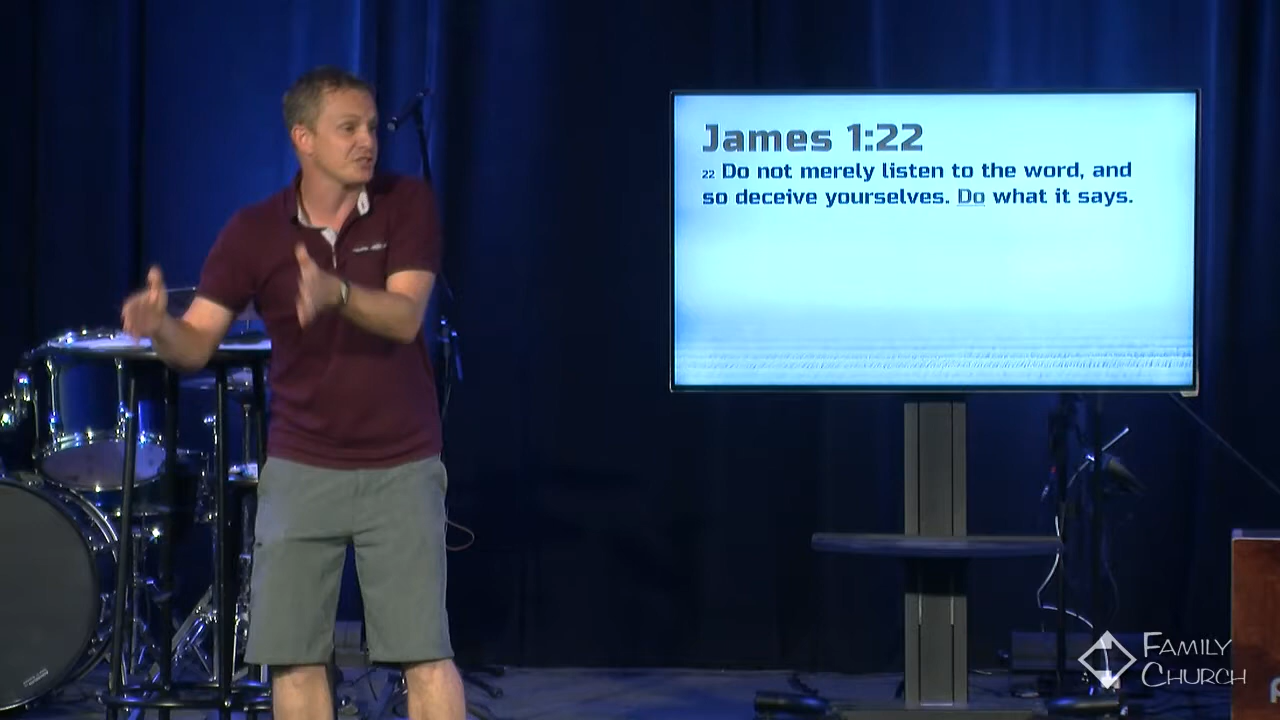 James 1:22
22 Do not merely listen to the word, and
so deceive yourselves. Do what it says.
FAMILY
CHURCH